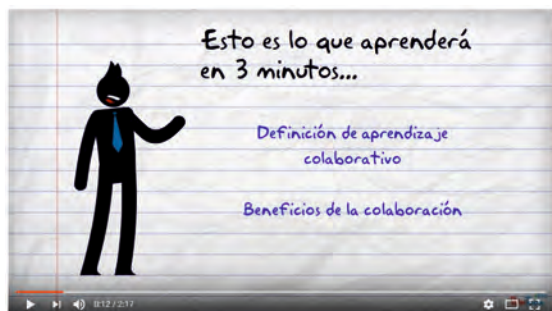 Esto es lo que aprenderá
en 3 minutos...
Definición de aprendizaje
colaborativo
Beneficios de la colaboración
0:12 / 2:17